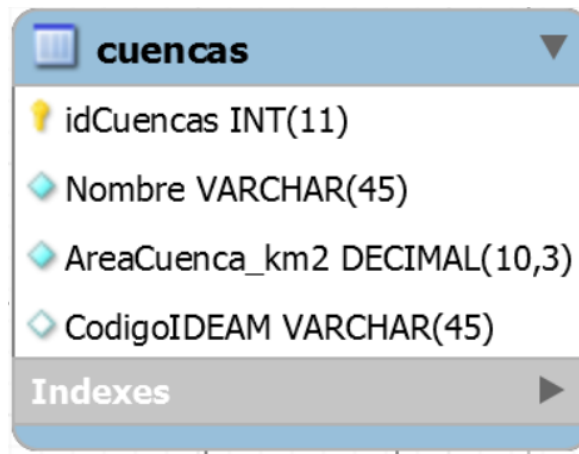 cuencas
idCuencas INT(11)
Nombre VARCHAR(45)
AreaCuenca_km2 DECIMAL(10,3)
CodigoIDEAM VARCHAR(45)
Indexes